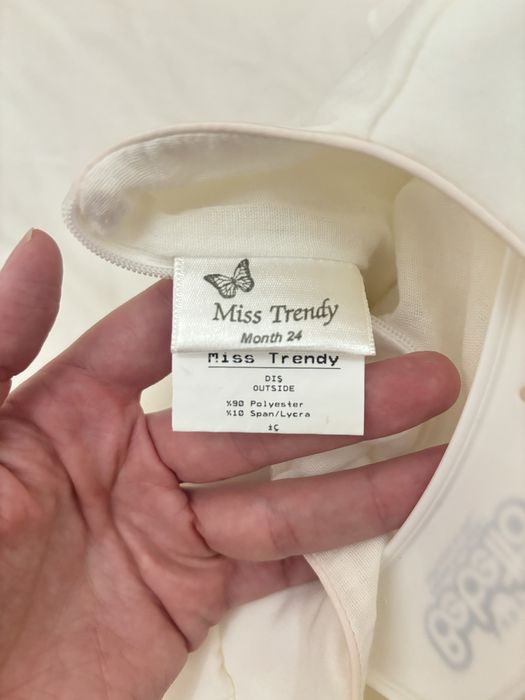 Miss Trendy
Month 24
Miss Trendy
DIŞ
OUTSIDE
%90 Polyester
%10 Span/Lycra
İÇ